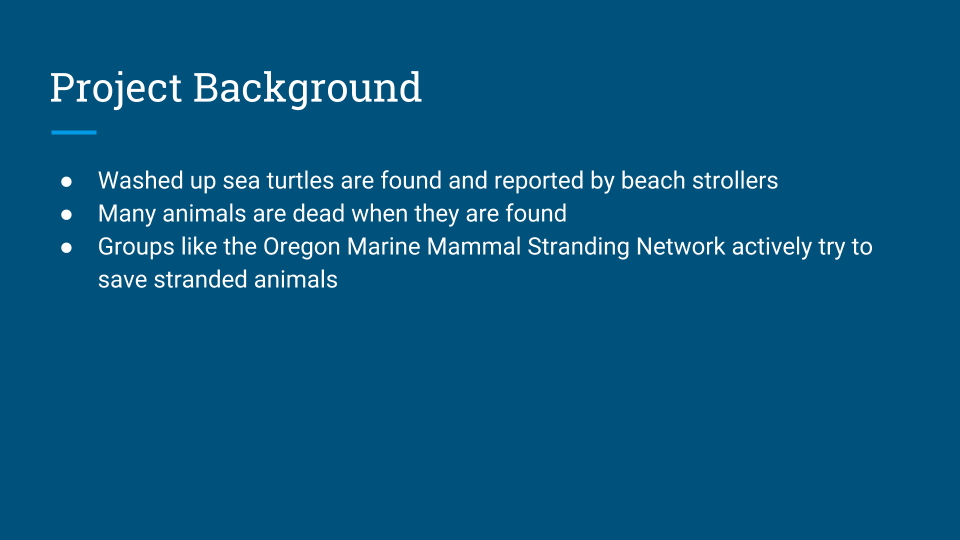 Project Background
● Washed up sea turtles are found and reported by beach strollers
● Many animals are dead when they are found
● Groups like the Oregon Marine Mammal Stranding Network actively try to
save stranded animals